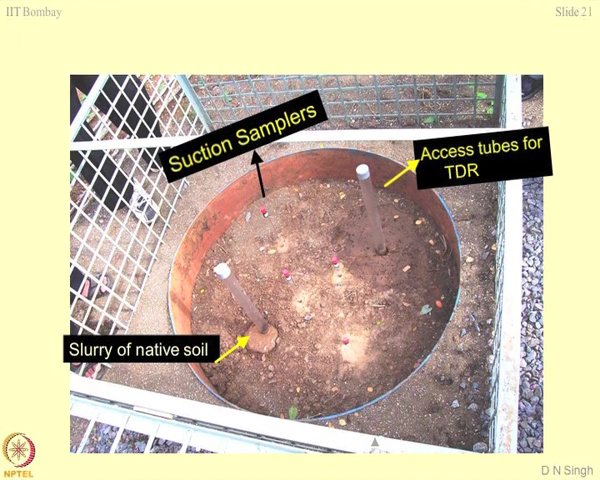 IIT Bombay
Slide 21
Suction Samplers
Access tubes for
TDR
Slurry of native soil
NPTEL
D N Singh